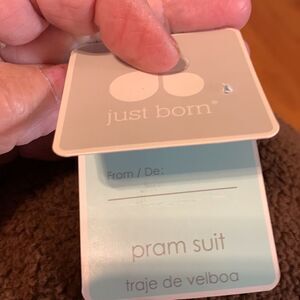 just born®
From / De:
pram suit
traje de velboa